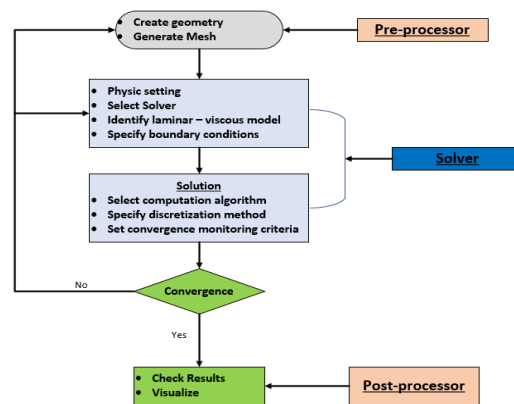 • Create geometry
• Generate Mesh
Pre-processor
• Physic setting
• Select Solver
• Identify laminar – viscous model
• Specify boundary conditions
Solver
Solution
• Select computation algorithm
• Specify discretization method
• Set convergence monitoring criteria
Convergence
No
Yes
• Check Results
• Visualize
Post-processor